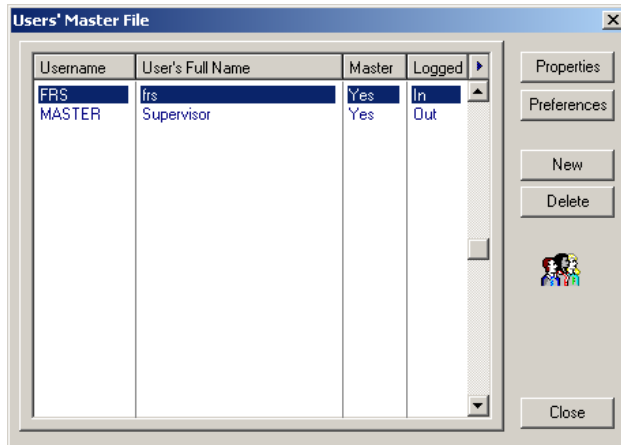 Users' Master File
Username User's Full Name Master Logged
FRS frs Yes In
MASTER Supervisor Yes Out
Properties
Preferences
New
Delete
Close